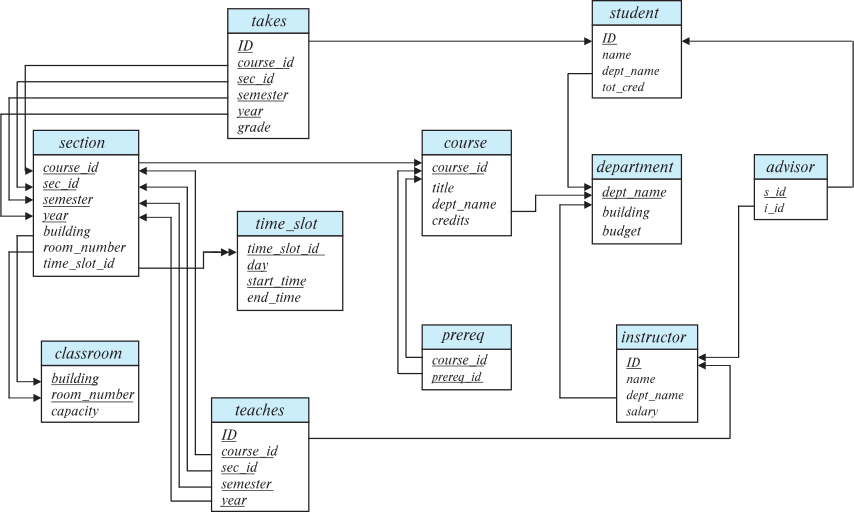 takes
ID
course_id
sec_id
semester
year
grade
student
ID
name
dept_name
tot_cred
section
course_id
sec_id
semester
year
building
room_number
time_slot_id
course
course_id
title
dept_name
credits
department
dept_name
building
budget
advisor
s_id
i_id
time_slot
time_slot_id
day
start_time
end_time
prereq
course_id
prereq_id
instructor
ID
name
dept_name
salary
classroom
building
room_number
capacity
teaches
ID
course_id
sec_id
semester
year